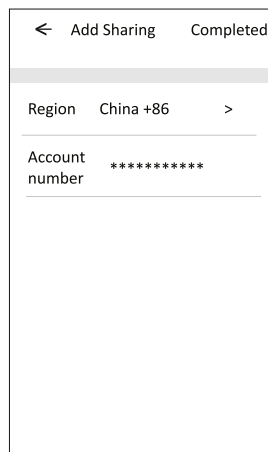 ← Add Sharing Completed
Region China +86 >
Account
number ***********